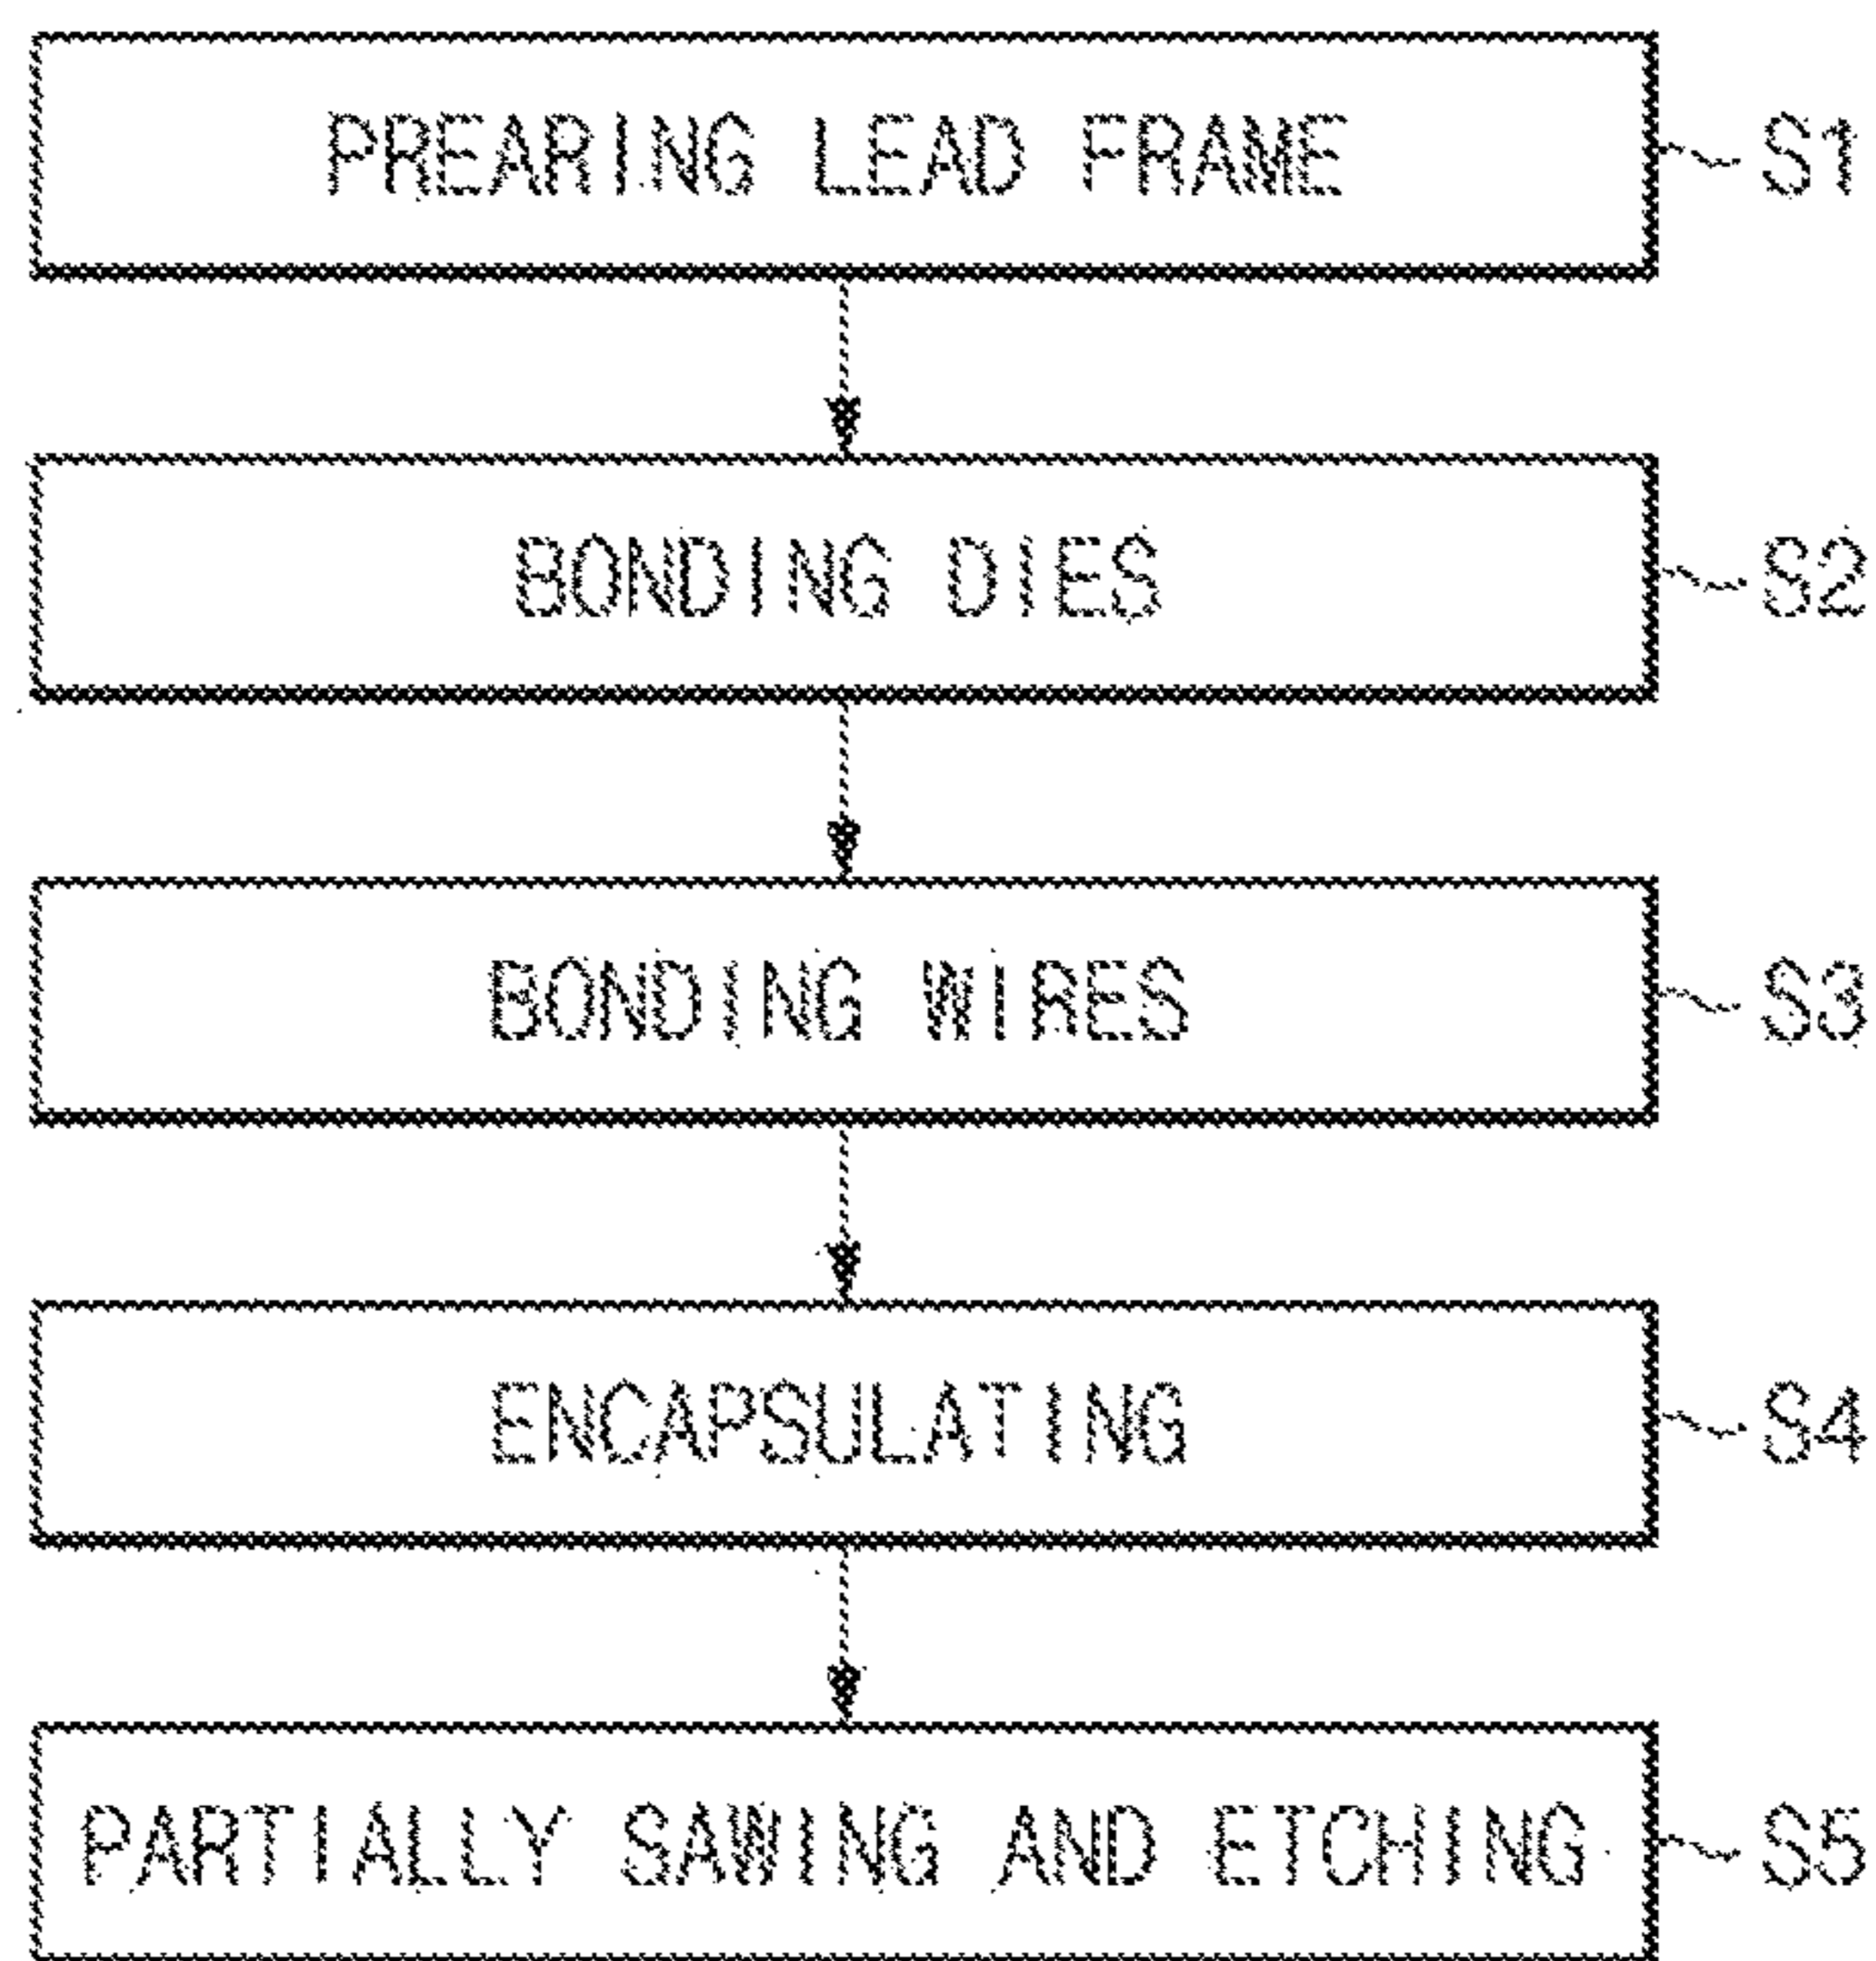 PREARING LEAD FRAME S1
BONDING DIES S2
BONDING WIRES S3
ENCAPSULATING S4
PARTIALLY SAWING AND ETCHING S5